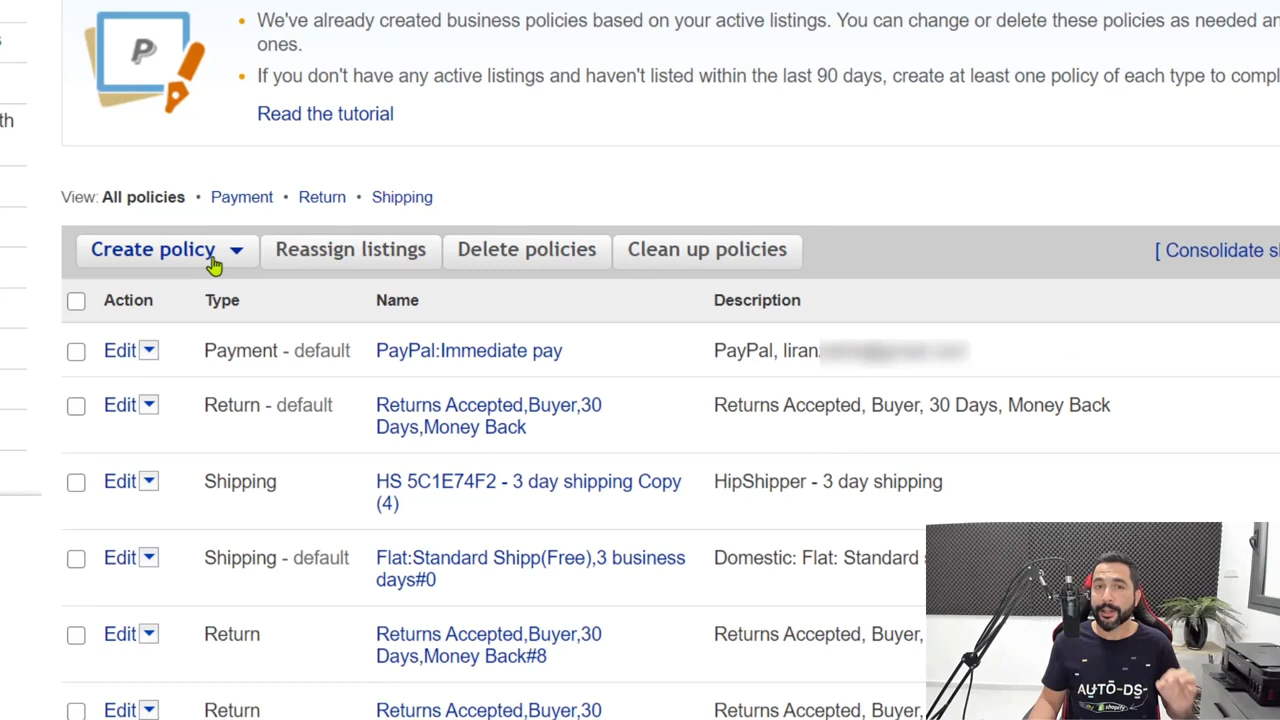 We've already created business policies based on your active listings. You can change or delete these policies as needed an
ones.
If you don't have any active listings and haven't listed within the last 90 days, create at least one policy of each type to compl
Read the tutorial
th
View: All policies • Payment • Return • Shipping
Create policy Reassign listings Delete policies Clean up policies [ Consolidate s
Action Type Name Description
Edit Payment - default PayPal:Immediate pay PayPal, liran
Edit Return - default Returns Accepted,Buyer,30 Returns Accepted, Buyer, 30 Days, Money Back
Days,Money Back
Edit Shipping HS 5C1E74F2 - 3 day shipping Copy HipShipper - 3 day shipping
(4)
Edit Shipping - default Flat:Standard Shipp(Free),3 business Domestic: Flat: Standard
days#0
Edit Return Returns Accepted,Buyer,30 Returns Accepted, Buyer,
Days,Money Back#8
Edit Return Returns Accepted,Buyer,30 Returns Accepted, Buyer,
AUTO-DS
shopify